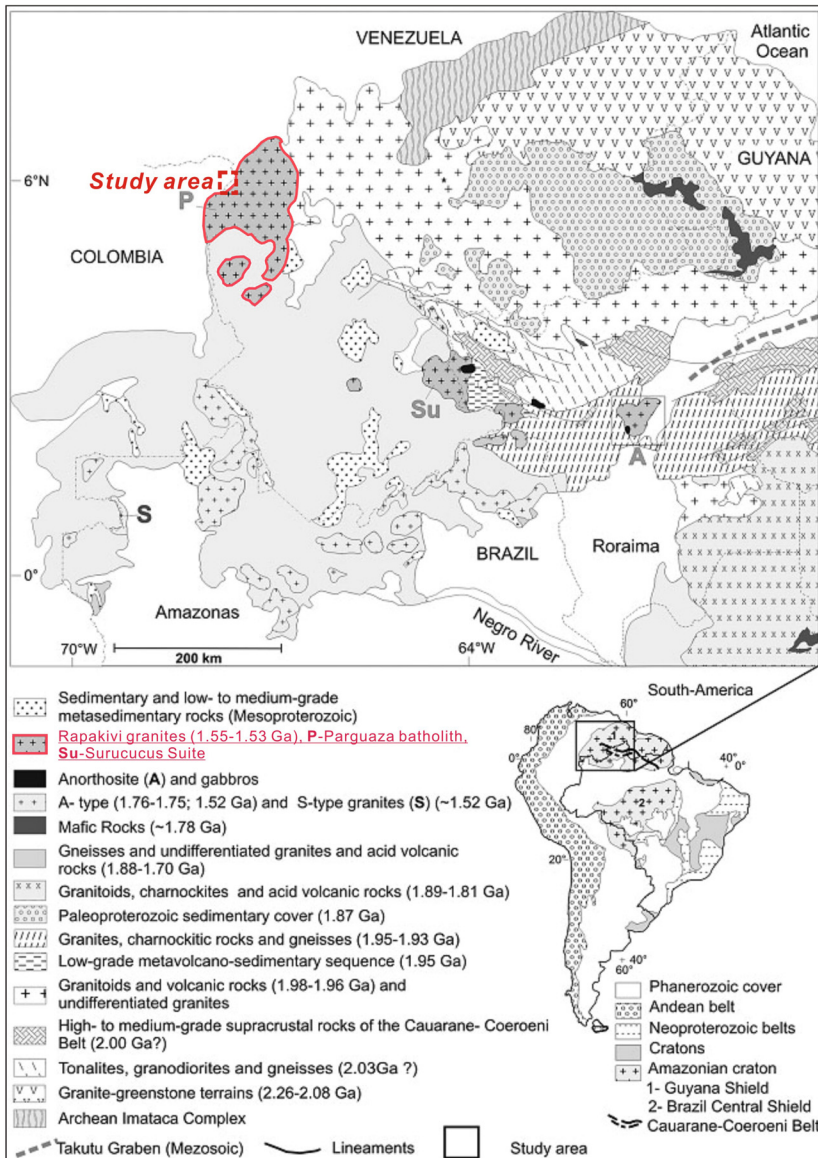 VENEZUELA
Atlantic
Ocean
GUYANA
6°N
Study area
P
COLOMBIA
Su
A
S
BRAZIL
Roraima
0°
Amazonas
Negro River
70°W
64°W
200 km
Sedimentary and low- to medium-grade
metasedimentary rocks (Mesoproterozoic)
Rapakivi granites (1.55-1.53 Ga), P-Parguaza batholith,
Su-Surucucus Suite
Anorthosite (A) and gabbros
A- type (1.76-1.75; 1.52 Ga) and S-type granites (S) (~1.52 Ga)
Mafic Rocks (~1.78 Ga)
Gneisses and undifferentiated granites and acid volcanic
rocks (1.88-1.70 Ga)
Granitoids, charnockites and acid volcanic rocks (1.89-1.81 Ga)
Paleoproterozoic sedimentary cover (1.87 Ga)
Granites, charnockitic rocks and gneisses (1.95-1.93 Ga)
Low-grade metavolcano-sedimentary sequence (1.95 Ga)
Granitoids and volcanic rocks (1.98-1.96 Ga) and
undifferentiated granites
High- to medium-grade supracrustal rocks of the Cauarane- Coeroeni
Belt (2.00 Ga?)
Tonalites, granodiorites and gneisses (2.03Ga ?)
Granite-greenstone terrains (2.26-2.08 Ga)
Archean Imataca Complex
Takutu Graben (Mezosoic)
Lineaments
Study area
South-America
60°
80°
0°
1
40°
0°
2
20°
40°
60°
Phanerozoic cover
Andean belt
Neoproterozoic belts
Cratons
Amazonian craton
1- Guyana Shield
2- Brazil Central Shield
Cauarane-Coeroeni Belt